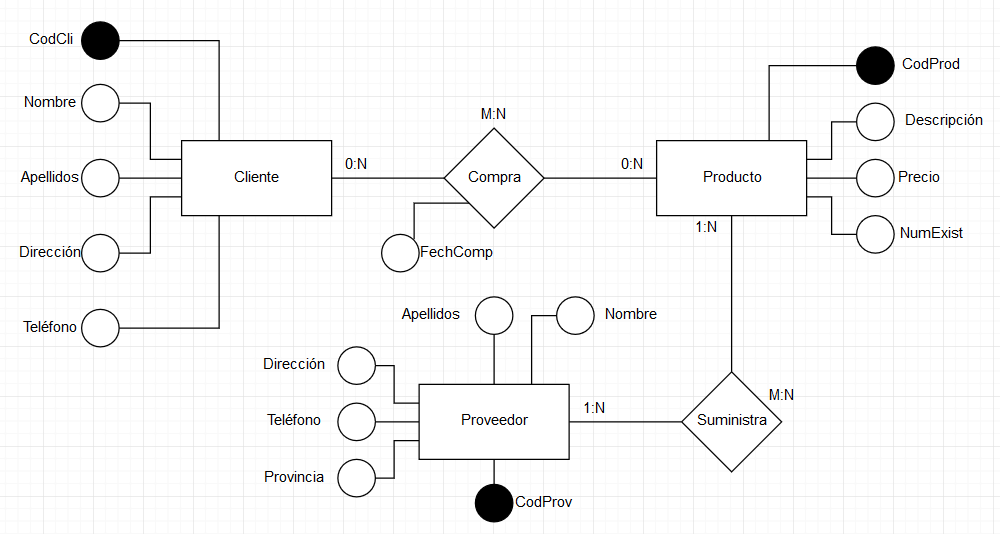 CodCli
Nombre
Apellidos
Dirección
Teléfono
Cliente
0:N
M:N
Compra
FechComp
0:N
Producto
CodProd
Descripción
Precio
NumExist
1:N
M:N
Suministra
1:N
Apellidos
Nombre
Dirección
Teléfono
Provincia
Proveedor
CodProv